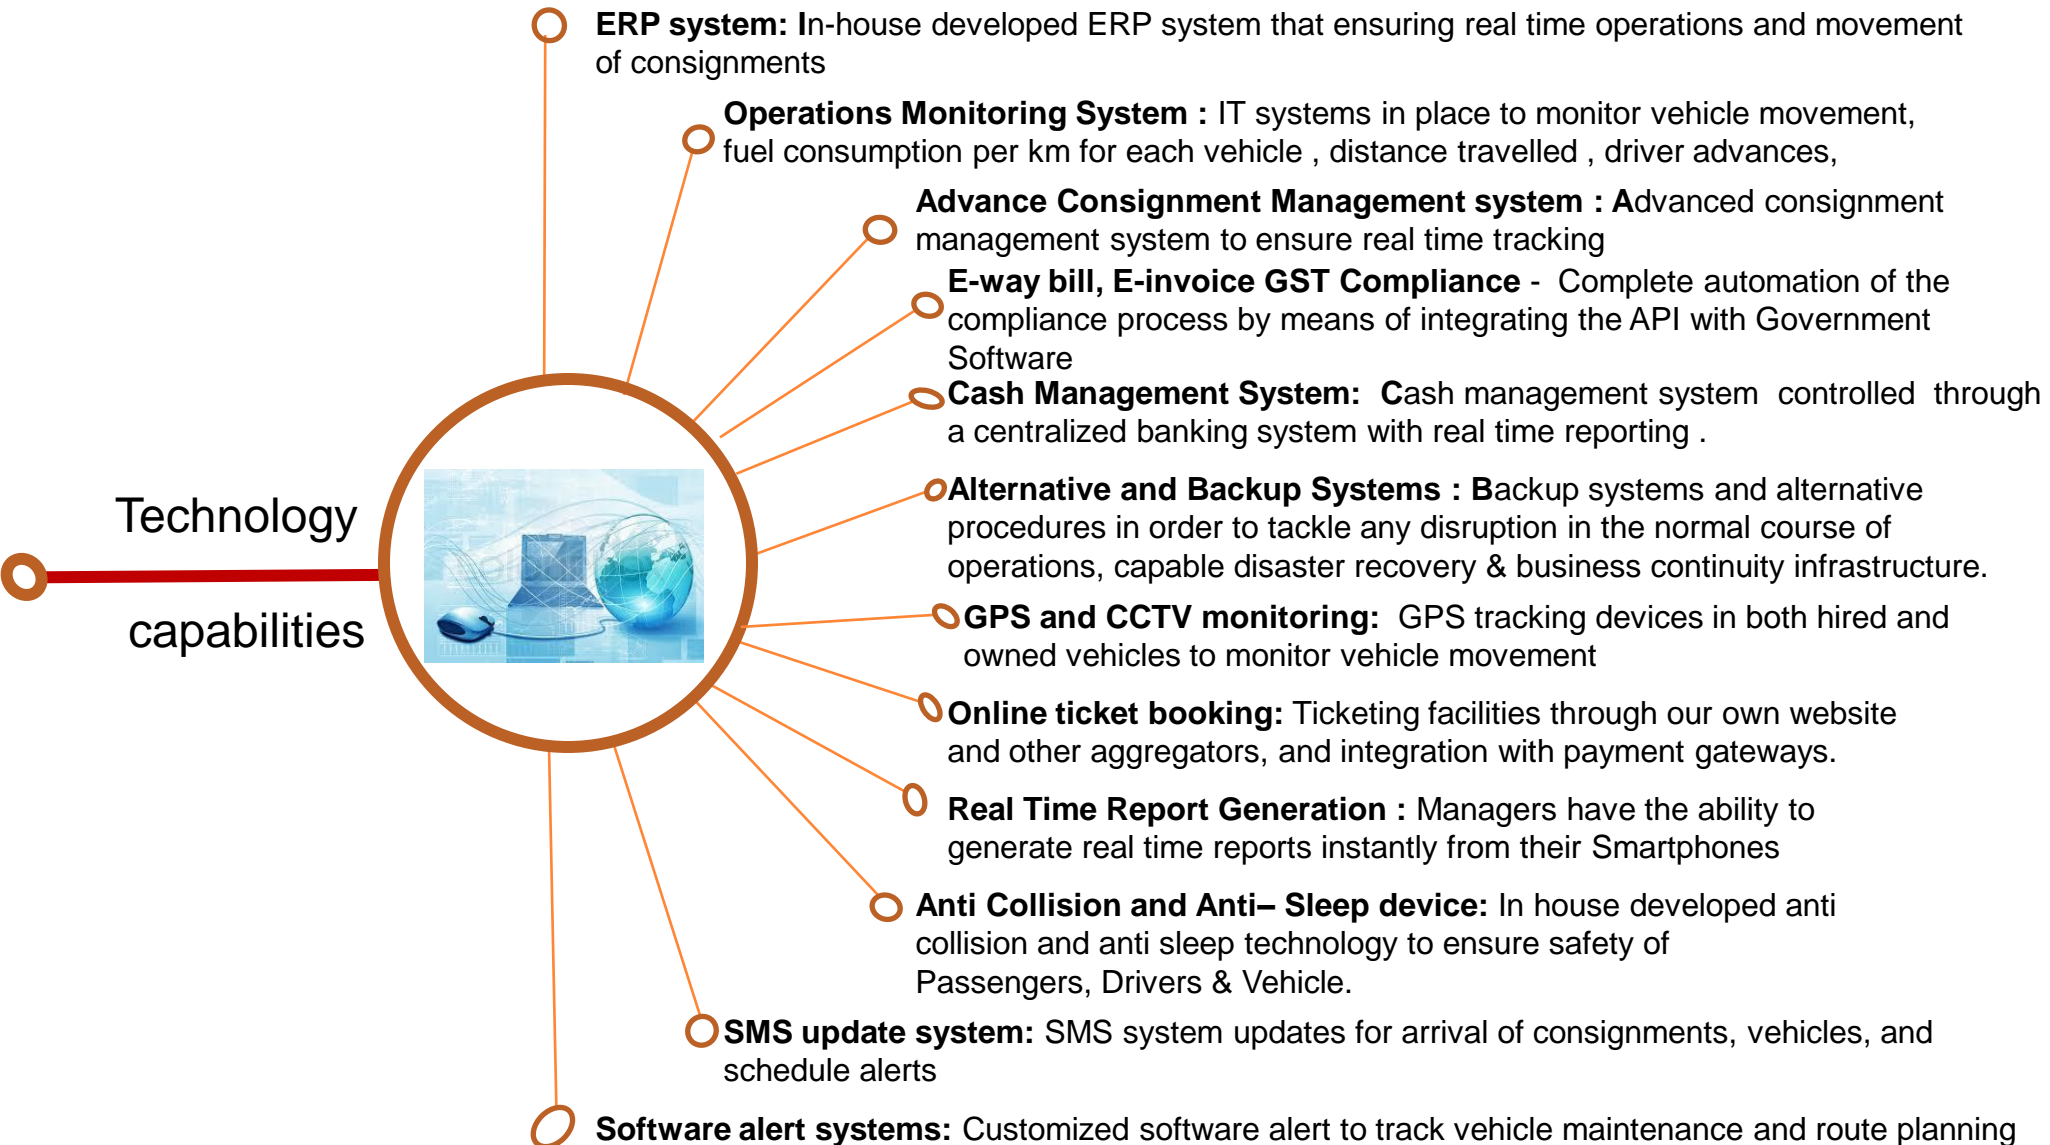 ERP system: In-house developed ERP system that ensuring real time operations and movement
of consignments
Operations Monitoring System : IT systems in place to monitor vehicle movement,
fuel consumption per km for each vehicle , distance travelled , driver advances,
Advance Consignment Management system : Advanced consignment
management system to ensure real time tracking
E-way bill, E-invoice GST Compliance - Complete automation of the
compliance process by means of integrating the API with Government
Software
Cash Management System: Cash management system controlled through
a centralized banking system with real time reporting .
Technology
capabilities
Alternative and Backup Systems : Backup systems and alternative
procedures in order to tackle any disruption in the normal course of
operations, capable disaster recovery & business continuity infrastructure.
GPS and CCTV monitoring: GPS tracking devices in both hired and
owned vehicles to monitor vehicle movement
Online ticket booking: Ticketing facilities through our own website
and other aggregators, and integration with payment gateways.
Real Time Report Generation : Managers have the ability to
generate real time reports instantly from their Smartphones
Anti Collision and Anti– Sleep device: In house developed anti
collision and anti sleep technology to ensure safety of
Passengers, Drivers & Vehicle.
SMS update system: SMS system updates for arrival of consignments, vehicles, and
schedule alerts
Software alert systems: Customized software alert to track vehicle maintenance and route planning